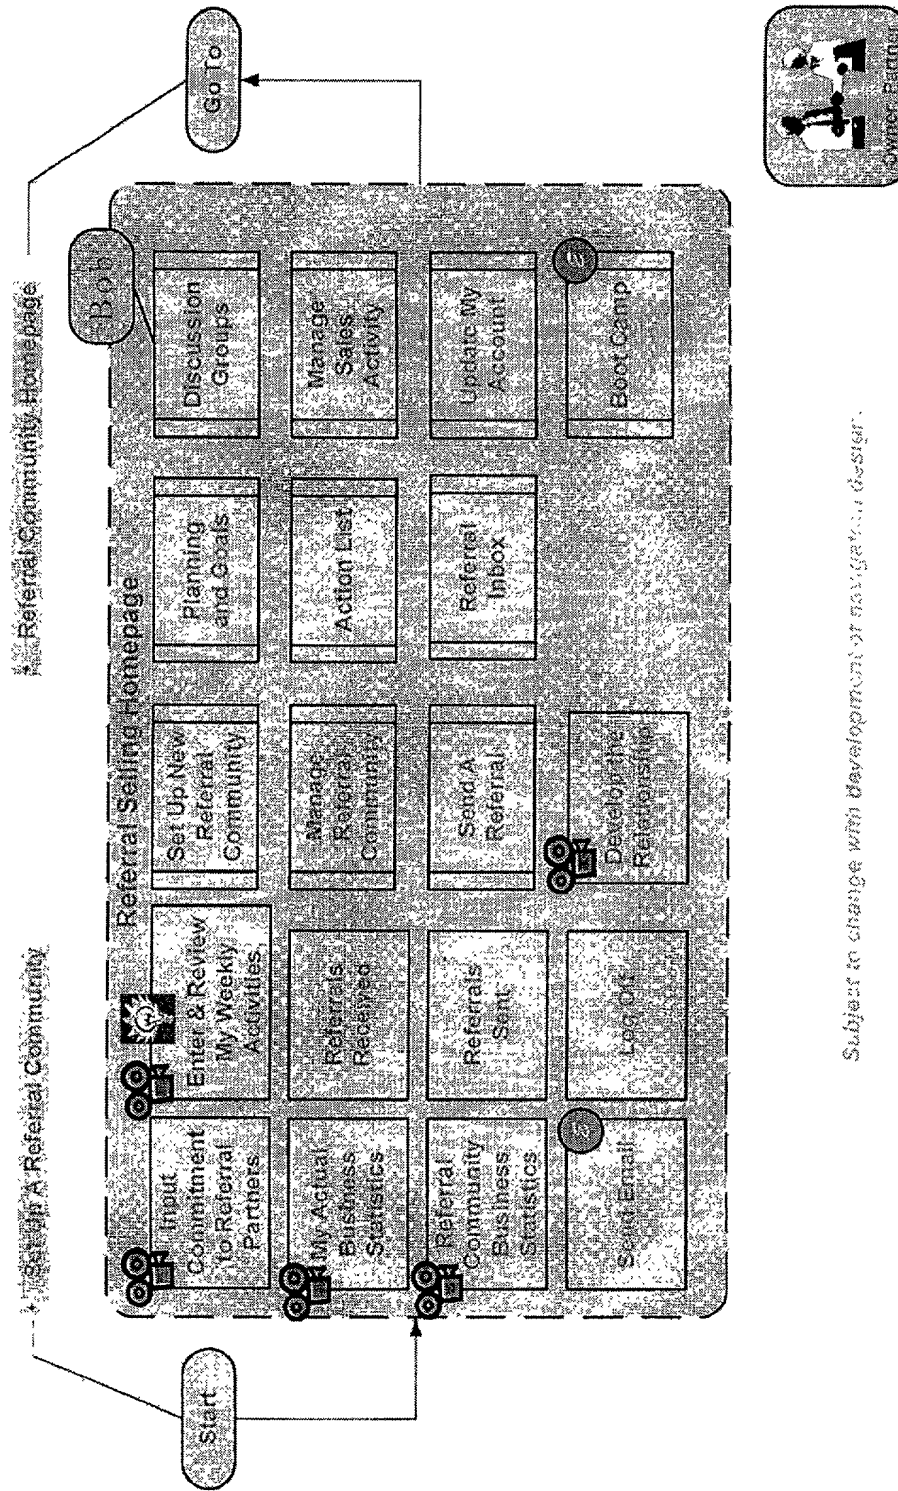 Set Up A Referral Community
Referral Community Homepage
Start
Go To
Referral Selling Homepage
Bob
Input
Commitment
to Referral
Partners
Enter & Review
My Weekly
Activities
Set Up New
Referral
Community
Planning
and Goals
Discussion
Groups
My Actual
Business
Statistics
Referrals
Received
Manage
Referral
Community
Action List
Manage
Sales
Activity
Referral
Community
Business
Statistics
Referrals
Sent
Send A
Referral
Referral
Inbox
Update My
Account
Send Email
Log Off
Develop the
Relationship
Boot Camp
Subject to change with development of navigation design.
Owner Partner